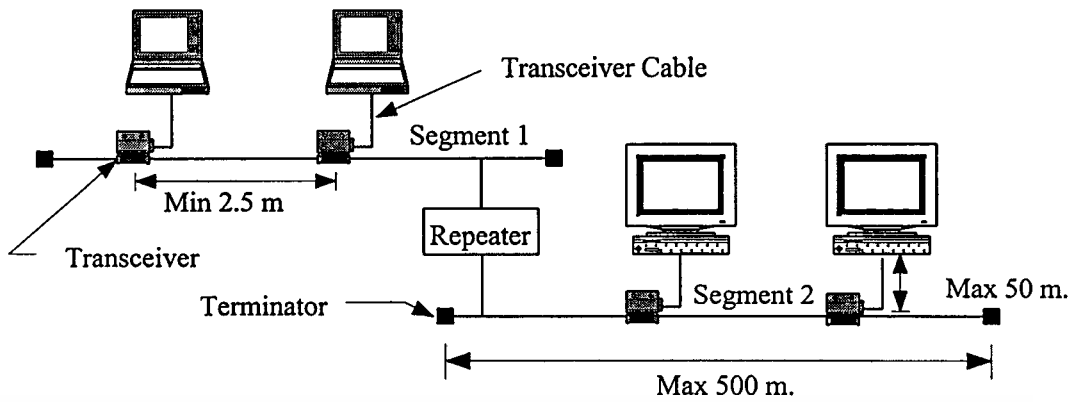 Transceiver Cable
Segment 1
Min 2.5 m
Repeater
Transceiver
Terminator
Segment 2
Max 50 m.
Max 500 m.